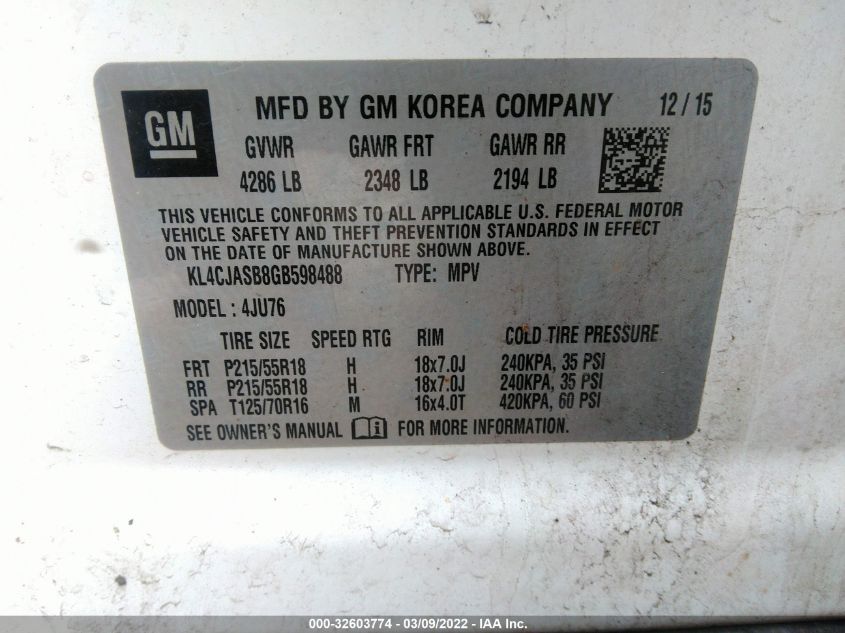 GM MFD BY GM KOREA COMPANY 12/15
GVWR GAWR FRT GAWR RR
4286 LB 2348 LB 2194 LB
THIS VEHICLE CONFORMS TO ALL APPLICABLE U.S. FEDERAL MOTOR
VEHICLE SAFETY AND THEFT PREVENTION STANDARDS IN EFFECT
ON THE DATE OF MANUFACTURE SHOWN ABOVE.
KL4CJASB8GB598488 TYPE: MPV
MODEL : 4JU76
TIRE SIZE SPEED RTG RIM COLD TIRE PRESSURE
FRT P215/55R18 H 18x7.0J 240KPA, 35 PSI
RR P215/55R18 H 18x7.0J 240KPA, 35 PSI
SPA T125/70R16 M 16x4.0T 420KPA, 60 PSI
SEE OWNER'S MANUAL FOR MORE INFORMATION.
000-32603774 - 03/09/2022 - IAA Inc.